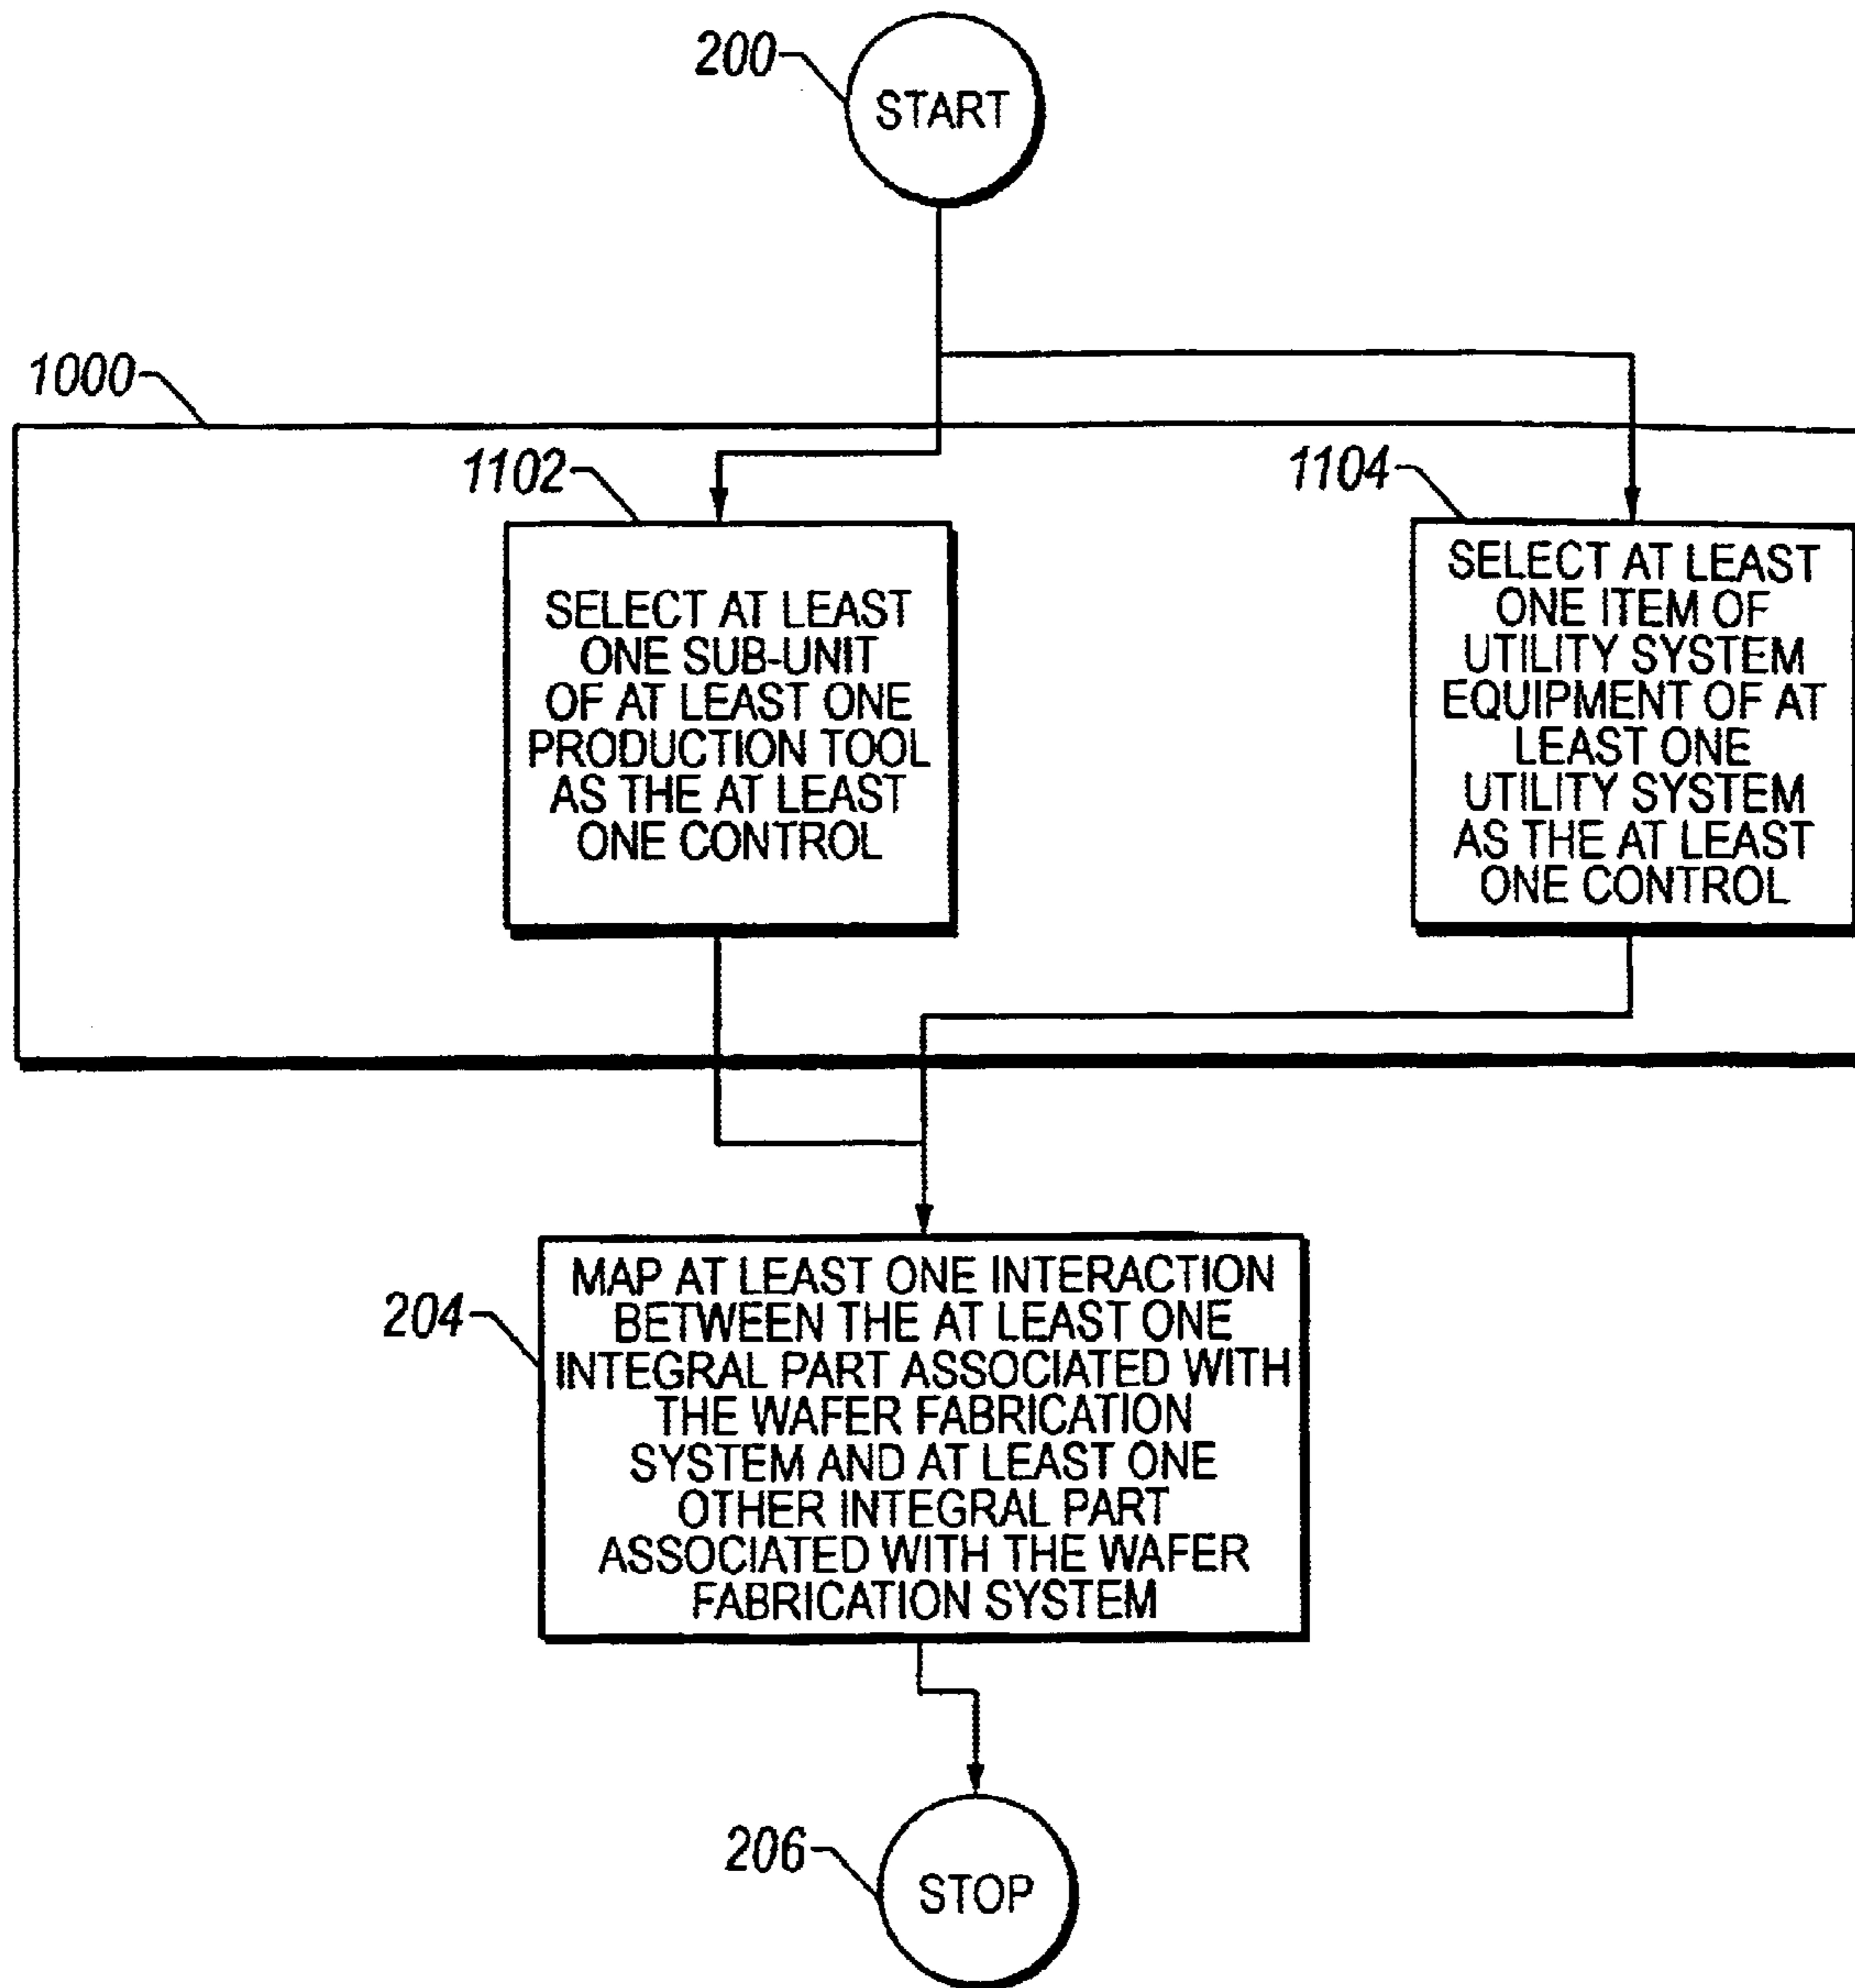 200
START
1000
1102
1104
SELECT AT LEAST
ONE SUB-UNIT
OF AT LEAST ONE
PRODUCTION TOOL
AS THE AT LEAST
ONE CONTROL
SELECT AT LEAST
ONE ITEM OF
UTILITY SYSTEM
EQUIPMENT OF AT
LEAST ONE
UTILITY SYSTEM
AS THE AT LEAST
ONE CONTROL
204
MAP AT LEAST ONE INTERACTION
BETWEEN THE AT LEAST ONE
INTEGRAL PART ASSOCIATED WITH
THE WAFER FABRICATION
SYSTEM AND AT LEAST ONE
OTHER INTEGRAL PART
ASSOCIATED WITH THE WAFER
FABRICATION SYSTEM
206
STOP